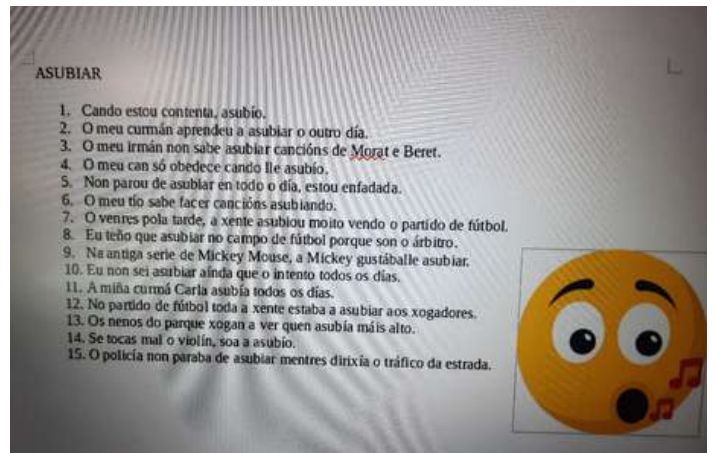 ASUBIAR
1. Cando estou contenta, asubío.
2. O meu curmán aprendeu a asubiar o outro día.
3. O meu irmán non sabe asubiar cancións de Morat e Beret.
4. O meu can só obedece cando lle asubío.
5. Non parou de asubiar en todo o día, estou enfadada.
6. O meu tío sabe facer cancións asubiando.
7. O venres pola tarde, a xente asubiou moito vendo o partido de fútbol.
8. Eu teño que asubiar no campo de fútbol porque son o árbitro.
9. Na antiga serie de Mickey Mouse, a Mickey gustáballe asubiar.
10. Eu non sei asubiar aínda que o intento todos os días.
11. A miña curmá Carla asubía todos os días.
12. No partido de fútbol toda a xente estaba a asubiar aos xogadores.
13. Os nenos do parque xogan a ver quen asubía máis alto.
14. Se tocas mal o violín, soa a asubío.
15. O policía non paraba de asubiar mentres dirixía o tráfico da estrada.